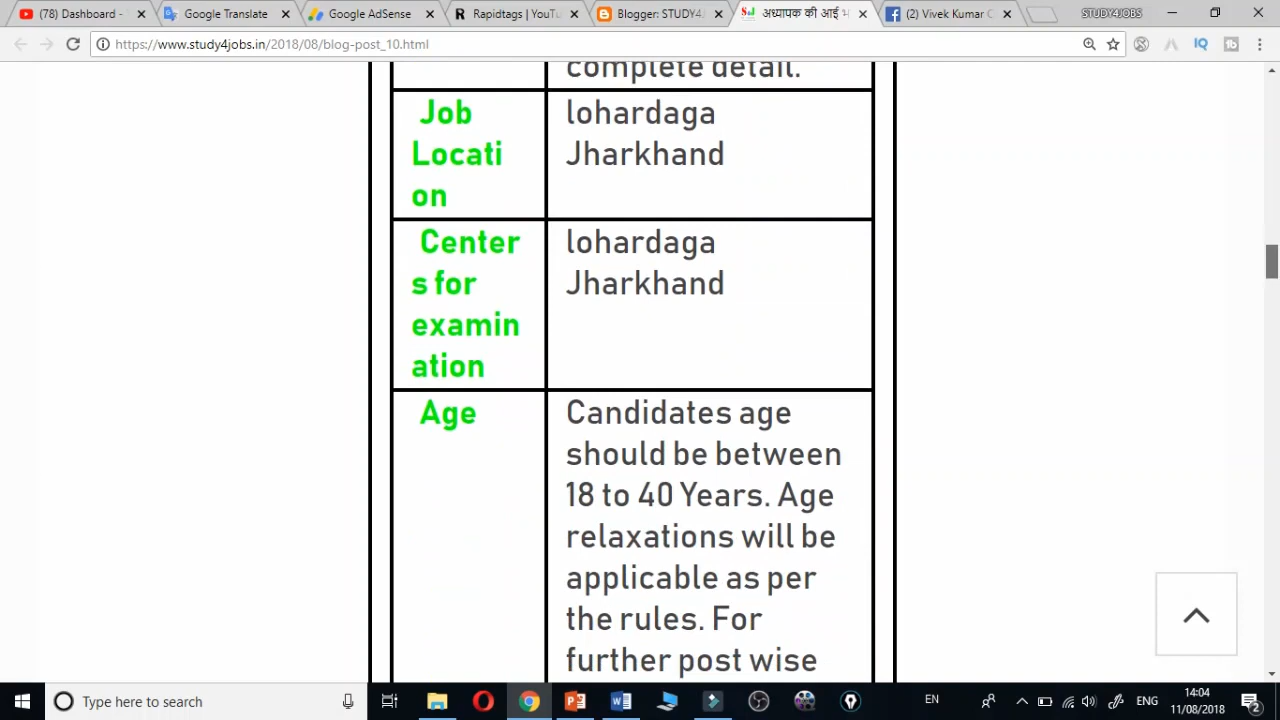 (78) Dashboard -
Google Translate
Google AdSense
Rapidtags | YouTu
Blogger: STUDY4
अध्यापक की आई
(2) Vivek Kumar C
STUDY4JOBS
https://www.study4jobs.in/2018/08/blog-post_10.html
IQ
complete detail.
Job
Locati
on
lohardaga
Jharkhand
Center
s for
examin
ation
lohardaga
Jharkhand
Age
Candidates age
should be between
18 to 40 Years. Age
relaxations will be
applicable as per
the rules. For
further post wise
Type here to search
EN
ENG
14:04
11/08/2018
2